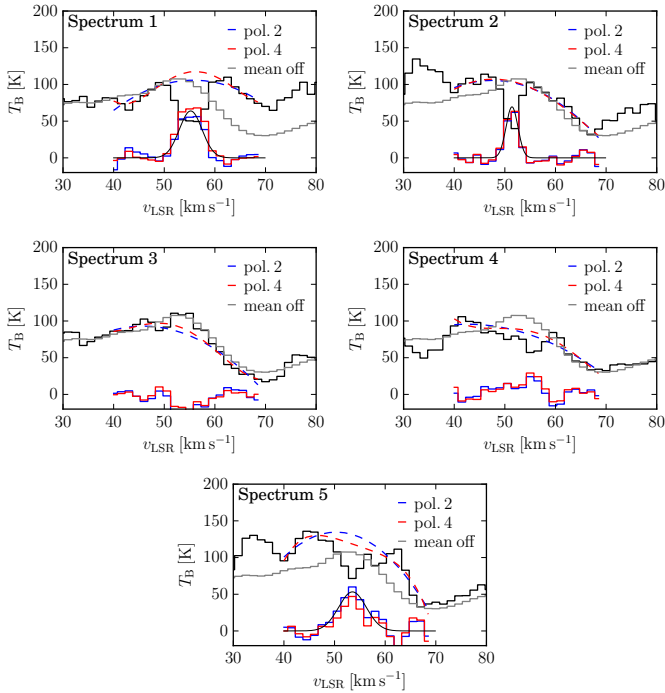 Spectrum 1
pol. 2
pol. 4
mean off
200
150
100
50
0
T_B [K]
30 40 50 60 70 80
v_LSR [km s⁻¹]
Spectrum 2
pol. 2
pol. 4
mean off
200
150
100
50
0
T_B [K]
30 40 50 60 70 80
v_LSR [km s⁻¹]
Spectrum 3
pol. 2
pol. 4
mean off
200
150
100
50
0
T_B [K]
30 40 50 60 70 80
v_LSR [km s⁻¹]
Spectrum 4
pol. 2
pol. 4
mean off
200
150
100
50
0
T_B [K]
30 40 50 60 70 80
v_LSR [km s⁻¹]
Spectrum 5
pol. 2
pol. 4
mean off
200
150
100
50
0
T_B [K]
30 40 50 60 70 80
v_LSR [km s⁻¹]